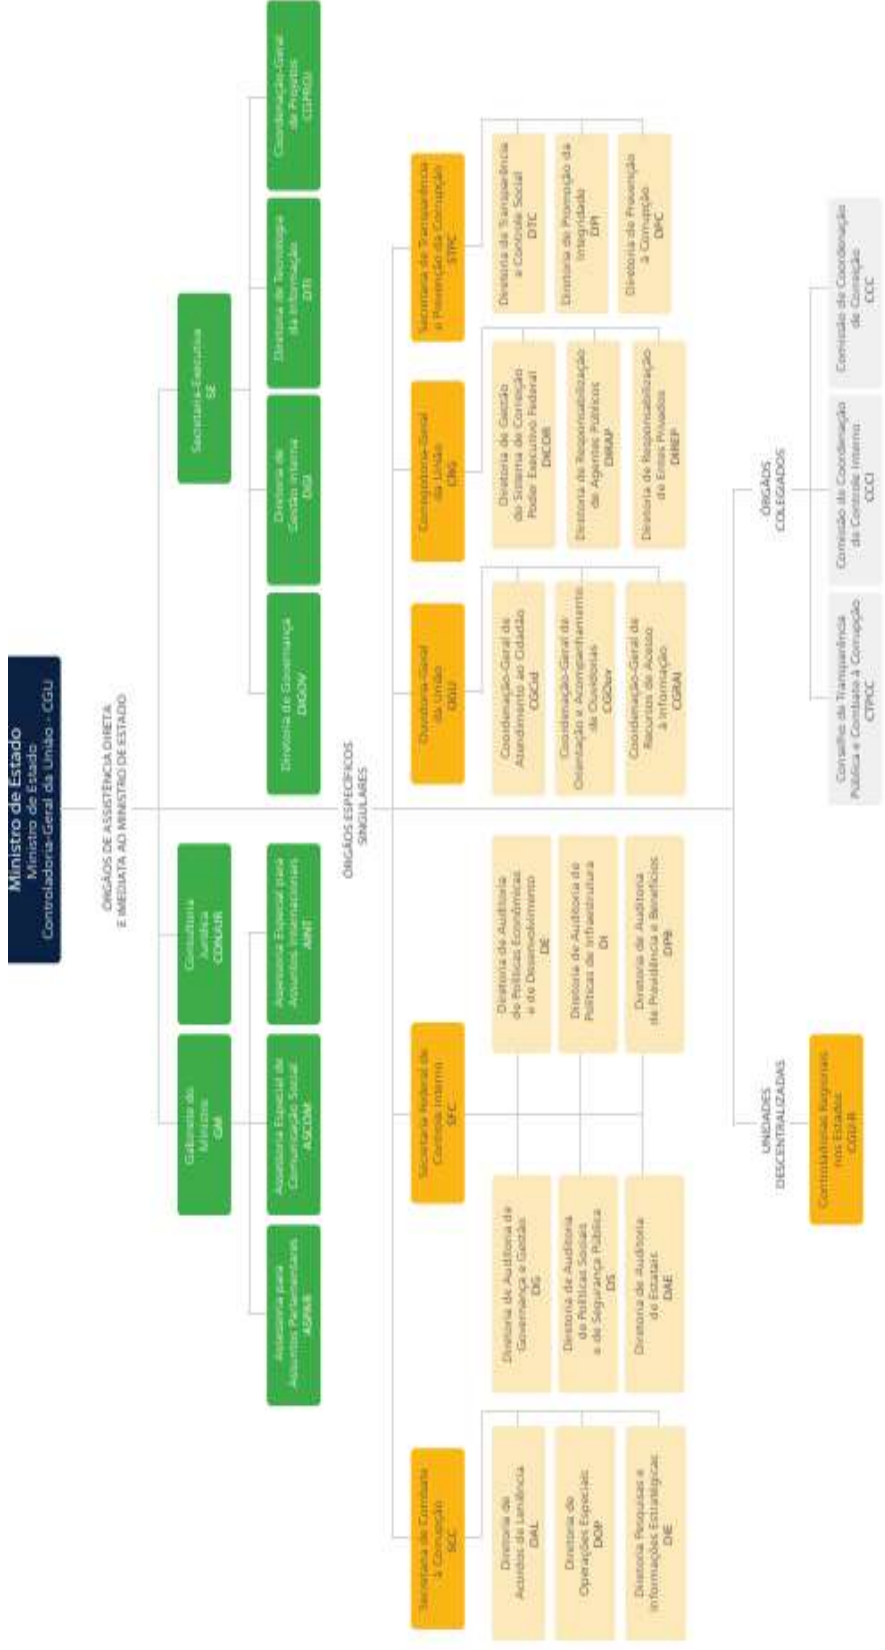 Ministro de Estado
Ministro de Estado
Controladoria-Geral da União - CGU
ÓRGÃOS DE ASSISTÊNCIA DIRETA
E IMEDIATA AO MINISTRO DE ESTADO
Gabinete do
Ministro
GM
Consultoria
Jurídica
CONJUR
Secretaria-Executiva
SE
Assessoria para
Assuntos Parlamentares
ASPAR
Assessoria Especial de
Comunicação Social
ASCOM
Assessoria Especial para
Assuntos Internacionais
AINT
Diretoria de Governança
DIGOV
Diretoria de
Gestão Interna
DGI
Diretoria de Tecnologia
da Informação
DTI
Coordenação-Geral
de Projetos
ÓRGÃOS ESPECÍFICOS
SINGULARES
Secretaria de Combate
à Corrupção
SCC
Secretaria Federal de
Controle Interno
SFC
Ouvidoria-Geral
da União
OGU
Corregedoria-Geral
da União
CRG
Secretaria de Transparência
e Prevenção da Corrupção
STPC
Diretoria de
Acordos de Leniência
DAL
Diretoria de
Operações Especiais
DOP
Diretoria Pesquisas e
Informações Estratégicas
DIE
Diretoria de Auditoria de
Governança e Gestão
DG
Diretoria de Auditoria
de Políticas Sociais
e de Segurança Pública
DS
Diretoria de Auditoria
de Estatais
DAE
Diretoria de Auditoria
de Políticas Econômicas
e de Desenvolvimento
DE
Diretoria de Auditoria de
Políticas de Infraestrutura
DI
Diretoria de Auditoria
de Previdência e Benefícios
DPB
Coordenação-Geral de
Atendimento ao Cidadão
CGCid
Coordenação-Geral de
Orientação e Acompanhamento
de Ouvidorias
CGOuv
Coordenação-Geral de
Recursos de Acesso
à Informação
CGRAI
Diretoria de Gestão
do Sistema de Correição
Poder Executivo Federal
DICOR
Diretoria de Responsabilização
de Agentes Públicos
DIRAP
Diretoria de Responsabilização
de Entes Privados
DIREP
Diretoria de Transparência
e Controle Social
DTC
Diretoria de Promoção da
Integridade
DPI
Diretoria de Prevenção
à Corrupção
DPC
UNIDADES
DESCENTRALIZADAS
Controladorias Regionais
nos Estados
CGU-R
ÓRGÃOS
COLEGIADOS
Conselho de Transparência
Pública e Combate à Corrupção
CTPCC
Comissão de Coordenação
de Controle Interno
CCCI
Comissão de Coordenação
de Correição
CCC